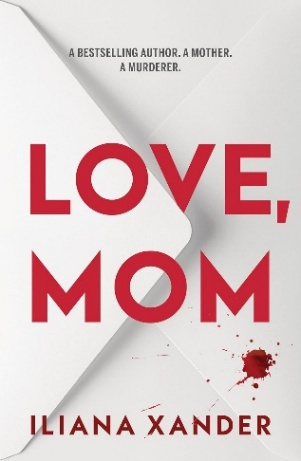 A BESTSELLING AUTHOR. A MOTHER.
A MURDERER.
LOVE,
MOM
ILIANA XANDER